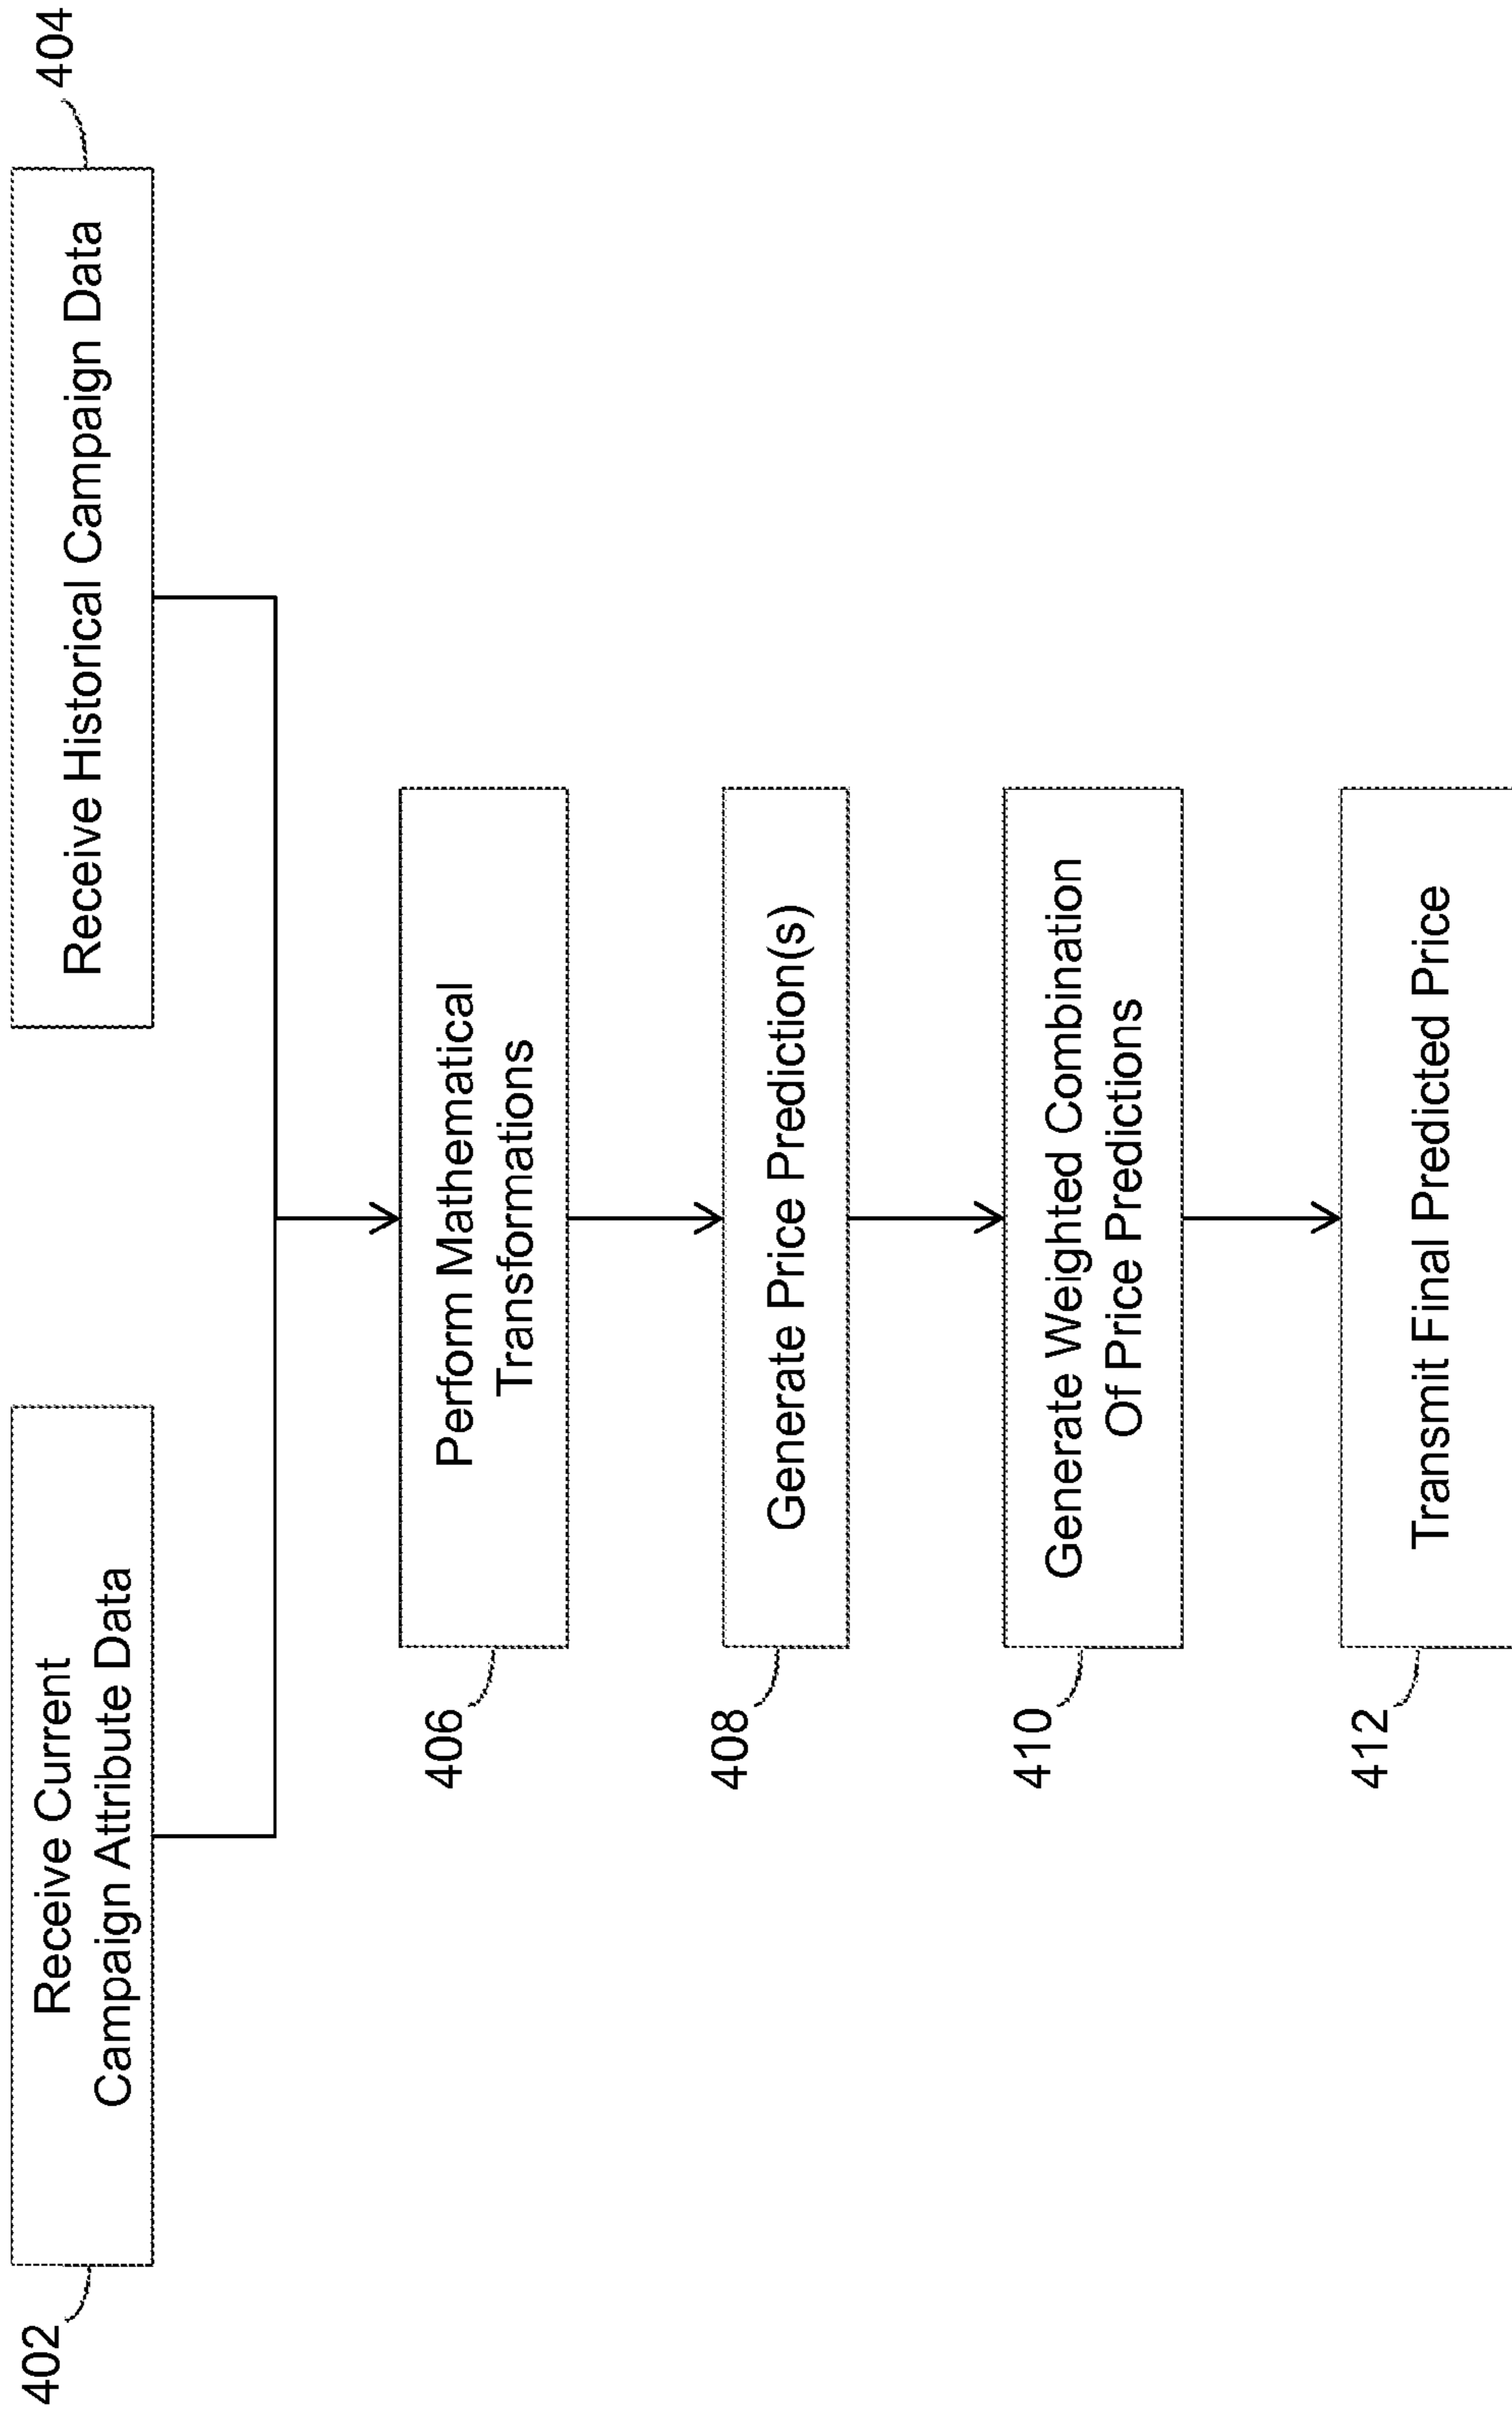 402
Receive Current
Campaign Attribute Data
Receive Historical Campaign Data
404
406
Perform Mathematical
Transformations
408
Generate Price Prediction(s)
410
Generate Weighted Combination
Of Price Predictions
412
Transmit Final Predicted Price